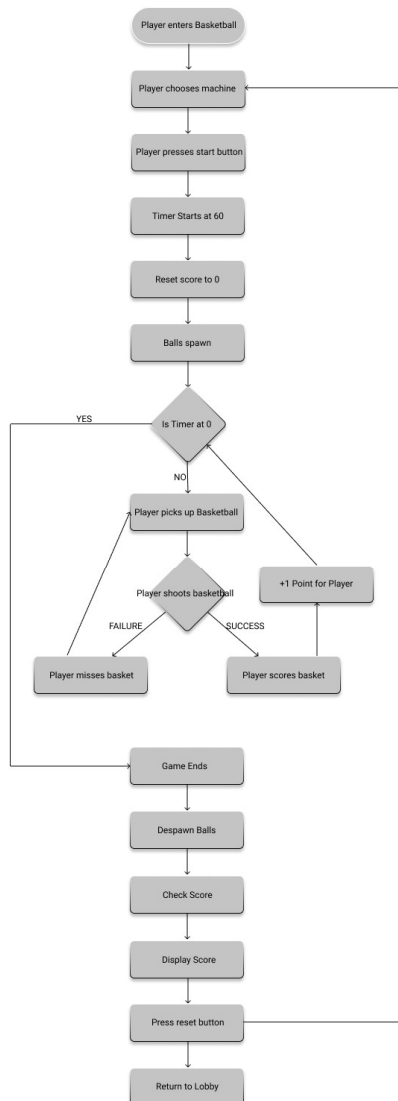 Player enters Basketball
Player chooses machine
Player presses start button
Timer Starts at 60
Reset score to 0
Balls spawn
Is Timer at 0
YES
NO
Player picks up Basketball
Player shoots basketball
+1 Point for Player
FAILURE
SUCCESS
Player misses basket
Player scores basket
Game Ends
Despawn Balls
Check Score
Display Score
Press reset button
Return to Lobby